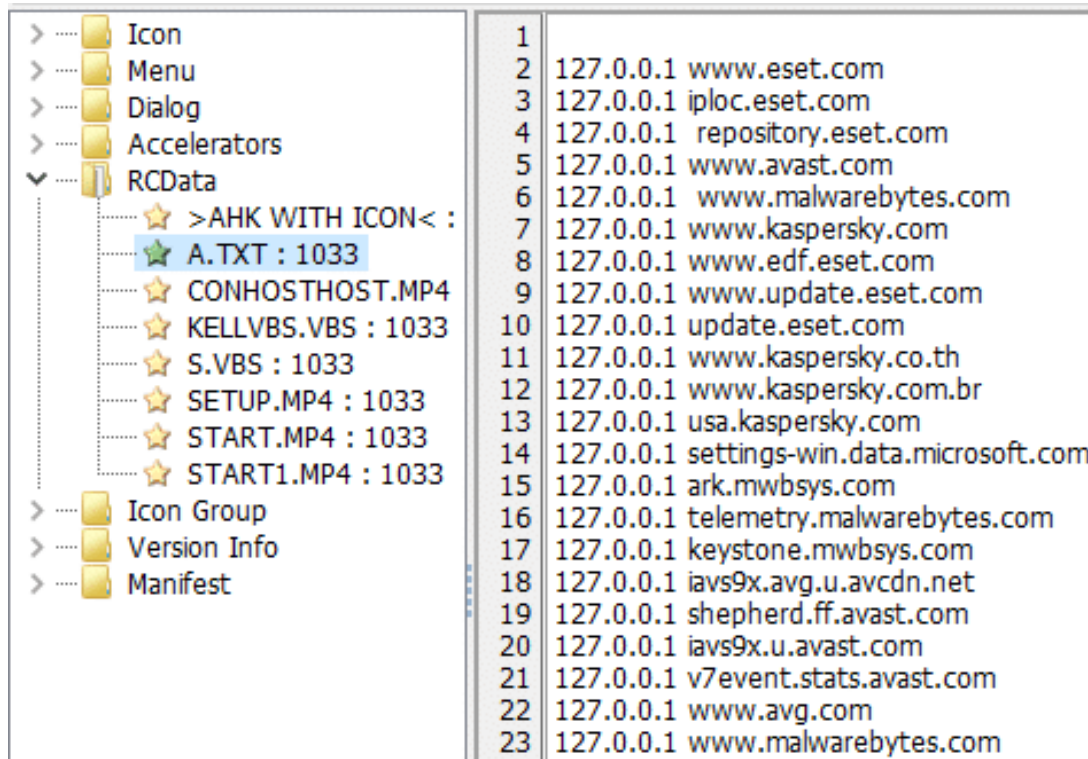 Icon
Menu
Dialog
Accelerators
RCData
>AHK WITH ICON< :
A.TXT : 1033
CONHOSTHOST.MP4
KELLVBS.VBS : 1033
S.VBS : 1033
SETUP.MP4 : 1033
START.MP4 : 1033
START1.MP4 : 1033
Icon Group
Version Info
Manifest
1
2 127.0.0.1 www.eset.com
3 127.0.0.1 iploc.eset.com
4 127.0.0.1  repository.eset.com
5 127.0.0.1 www.avast.com
6 127.0.0.1  www.malwarebytes.com
7 127.0.0.1 www.kaspersky.com
8 127.0.0.1 www.edf.eset.com
9 127.0.0.1 www.update.eset.com
10 127.0.0.1 update.eset.com
11 127.0.0.1 www.kaspersky.co.th
12 127.0.0.1 www.kaspersky.com.br
13 127.0.0.1 usa.kaspersky.com
14 127.0.0.1 settings-win.data.microsoft.com
15 127.0.0.1 ark.mwbsys.com
16 127.0.0.1 telemetry.malwarebytes.com
17 127.0.0.1 keystone.mwbsys.com
18 127.0.0.1 iavs9x.avg.u.avcdn.net
19 127.0.0.1 shepherd.ff.avast.com
20 127.0.0.1 iavs9x.u.avast.com
21 127.0.0.1 v7event.stats.avast.com
22 127.0.0.1 www.avg.com
23 127.0.0.1 www.malwarebytes.com